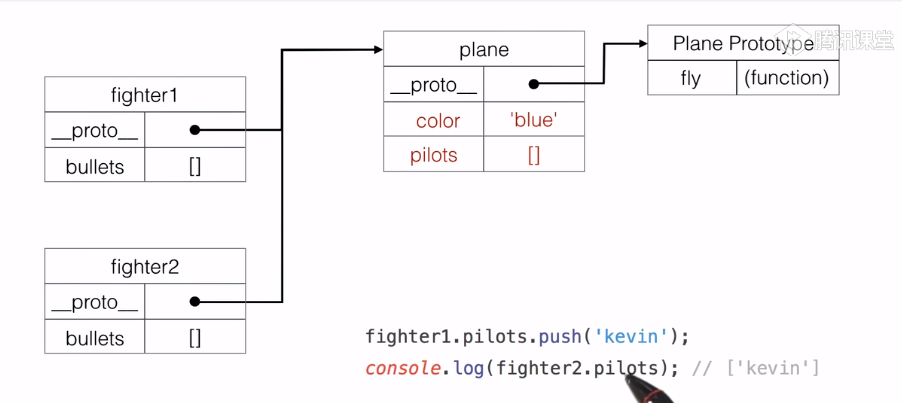 腾讯课堂
plane
__proto__
color 'blue'
pilots []
Plane Prototype
fly (function)
fighter1
__proto__
bullets []
fighter2
__proto__
bullets []
fighter1.pilots.push('kevin');
console.log(fighter2.pilots); // ['kevin']